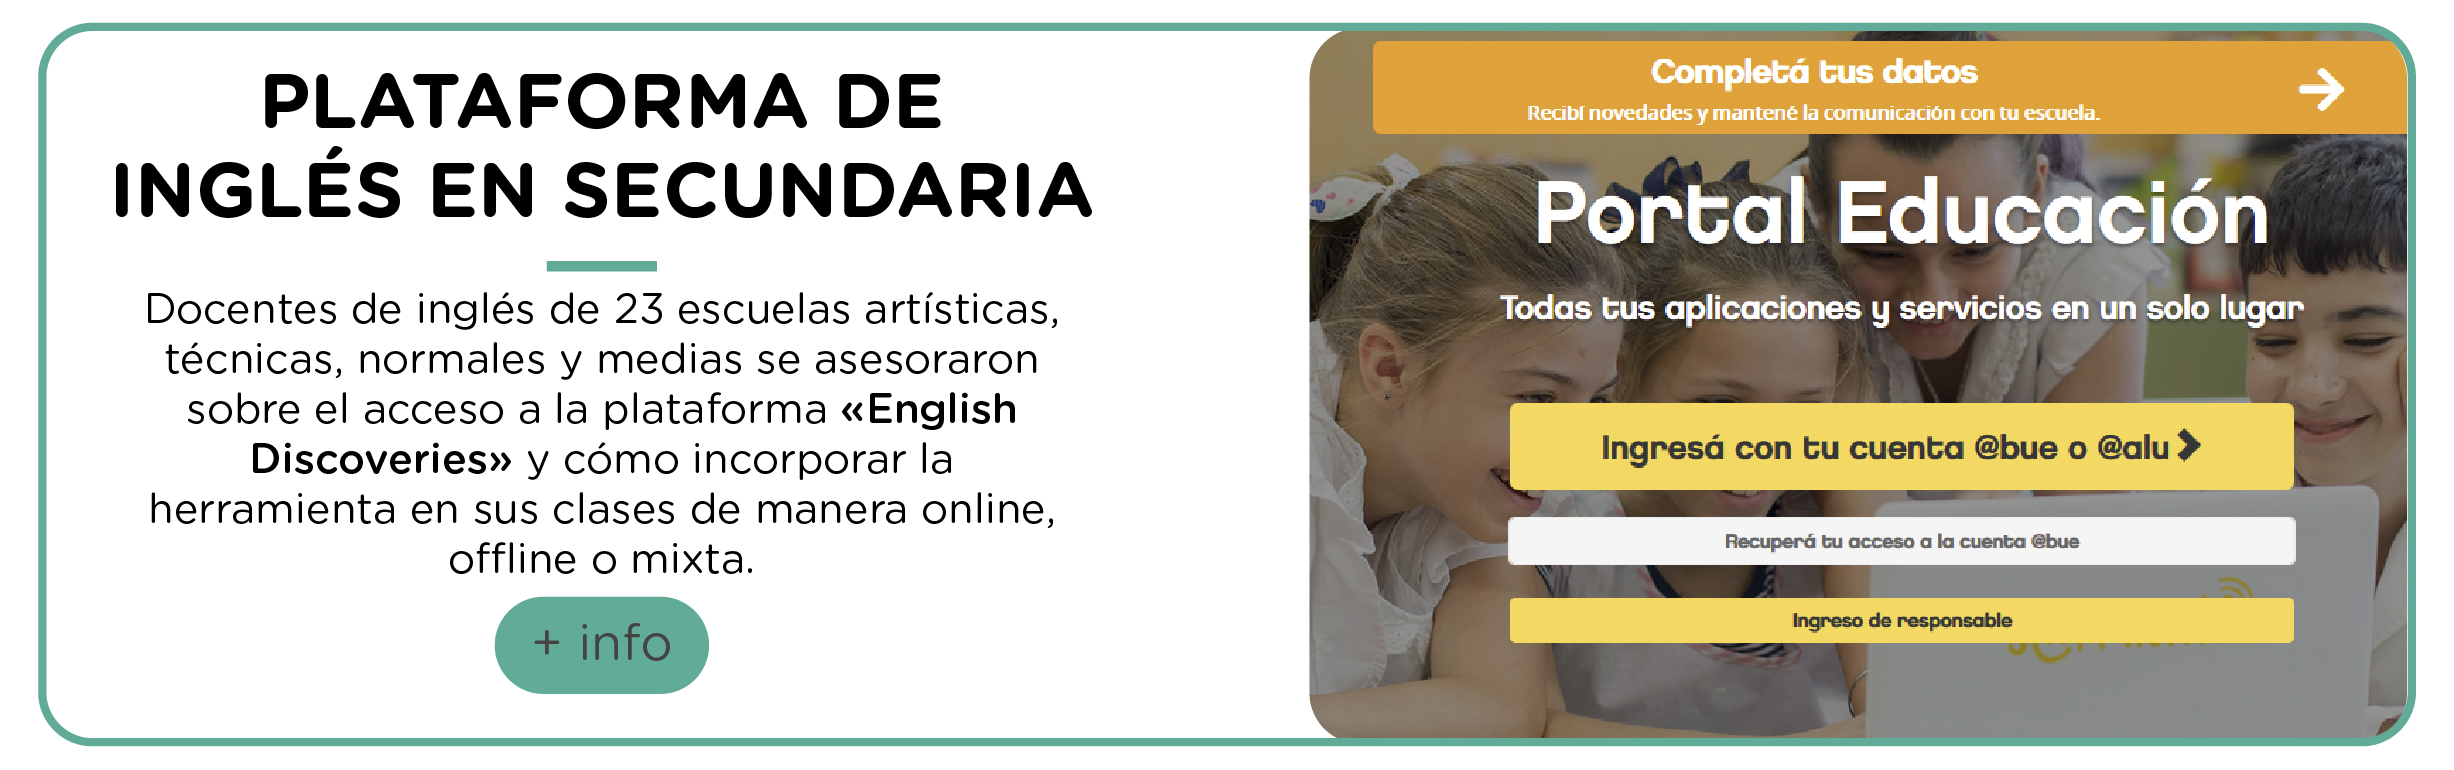 PLATAFORMA DE
INGLÉS EN SECUNDARIA
Docentes de inglés de 23 escuelas artísticas,
técnicas, normales y medias se asesoraron
sobre el acceso a la plataforma «English
Discoveries» y cómo incorporar la
herramienta en sus clases de manera online,
offline o mixta.
+ info
Completá tus datos
Recibí novedades y mantené la comunicación con tu escuela.
Portal Educación
Todas tus aplicaciones y servicios en un solo lugar
Ingresá con tu cuenta @bue o @alu
Recuperá tu acceso a la cuenta @bue
Ingreso de responsable